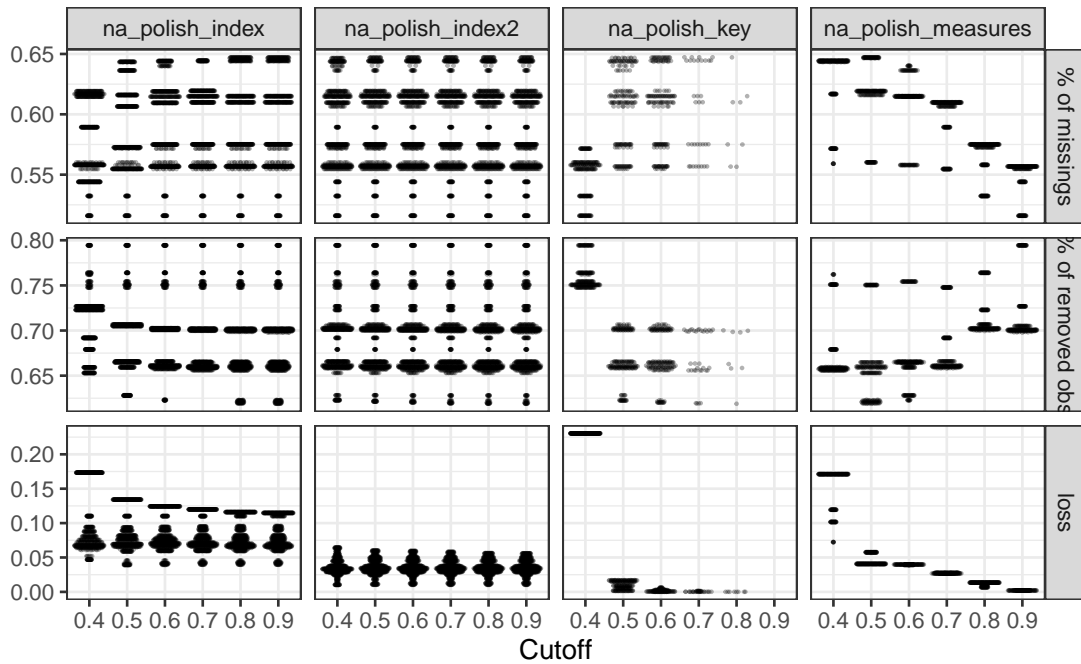 na_polish_index na_polish_index2 na_polish_key na_polish_measures
0.65
0.60
0.55
% of missings
0.80
0.75
0.70
0.65
% of removed obs
0.20
0.15
0.10
0.05
0.00
loss
0.4 0.5 0.6 0.7 0.8 0.9 0.4 0.5 0.6 0.7 0.8 0.9 0.4 0.5 0.6 0.7 0.8 0.9 0.4 0.5 0.6 0.7 0.8 0.9
Cutoff